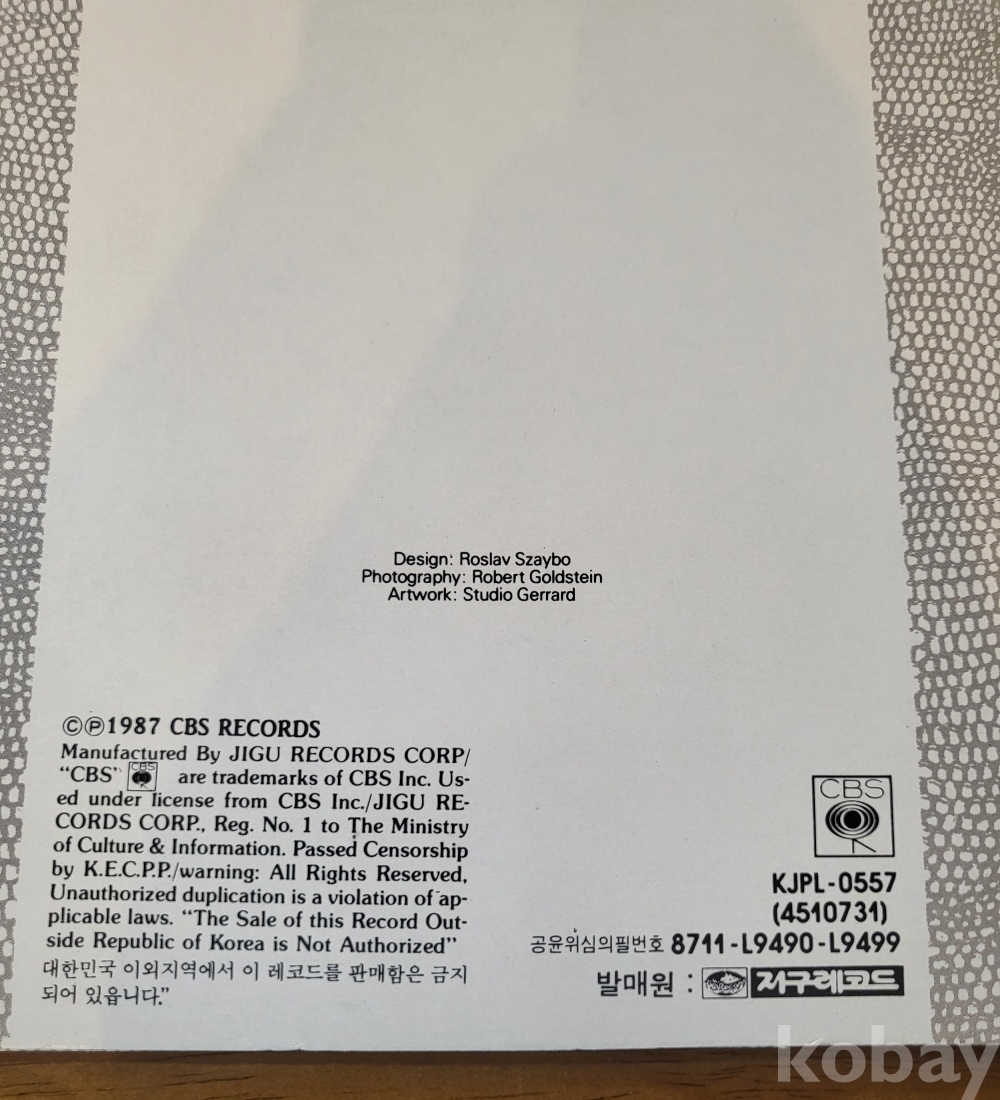 Design: Roslav Szaybo
Photography: Robert Goldstein
Artwork: Studio Gerrard
©℗1987 CBS RECORDS
Manufactured By JIGU RECORDS CORP/
“CBS” CBS are trademarks of CBS Inc. Us-
ed under license from CBS Inc./JIGU RE-
CORDS CORP., Reg. No. 1 to The Ministry
of Culture & Information. Passed Censorship
by K.E.C.P.P./warning: All Rights Reserved,
Unauthorized duplication is a violation of ap-
plicable laws. “The Sale of this Record Out-
side Republic of Korea is Not Authorized”
대한민국 이외지역에서 이 레코드를 판매함은 금지
되어 있읍니다.”
CBS
KJPL-0557
(4510731)
공윤위심의필번호 8711-L9490-L9499
발매원 : 지구레코드
kobay